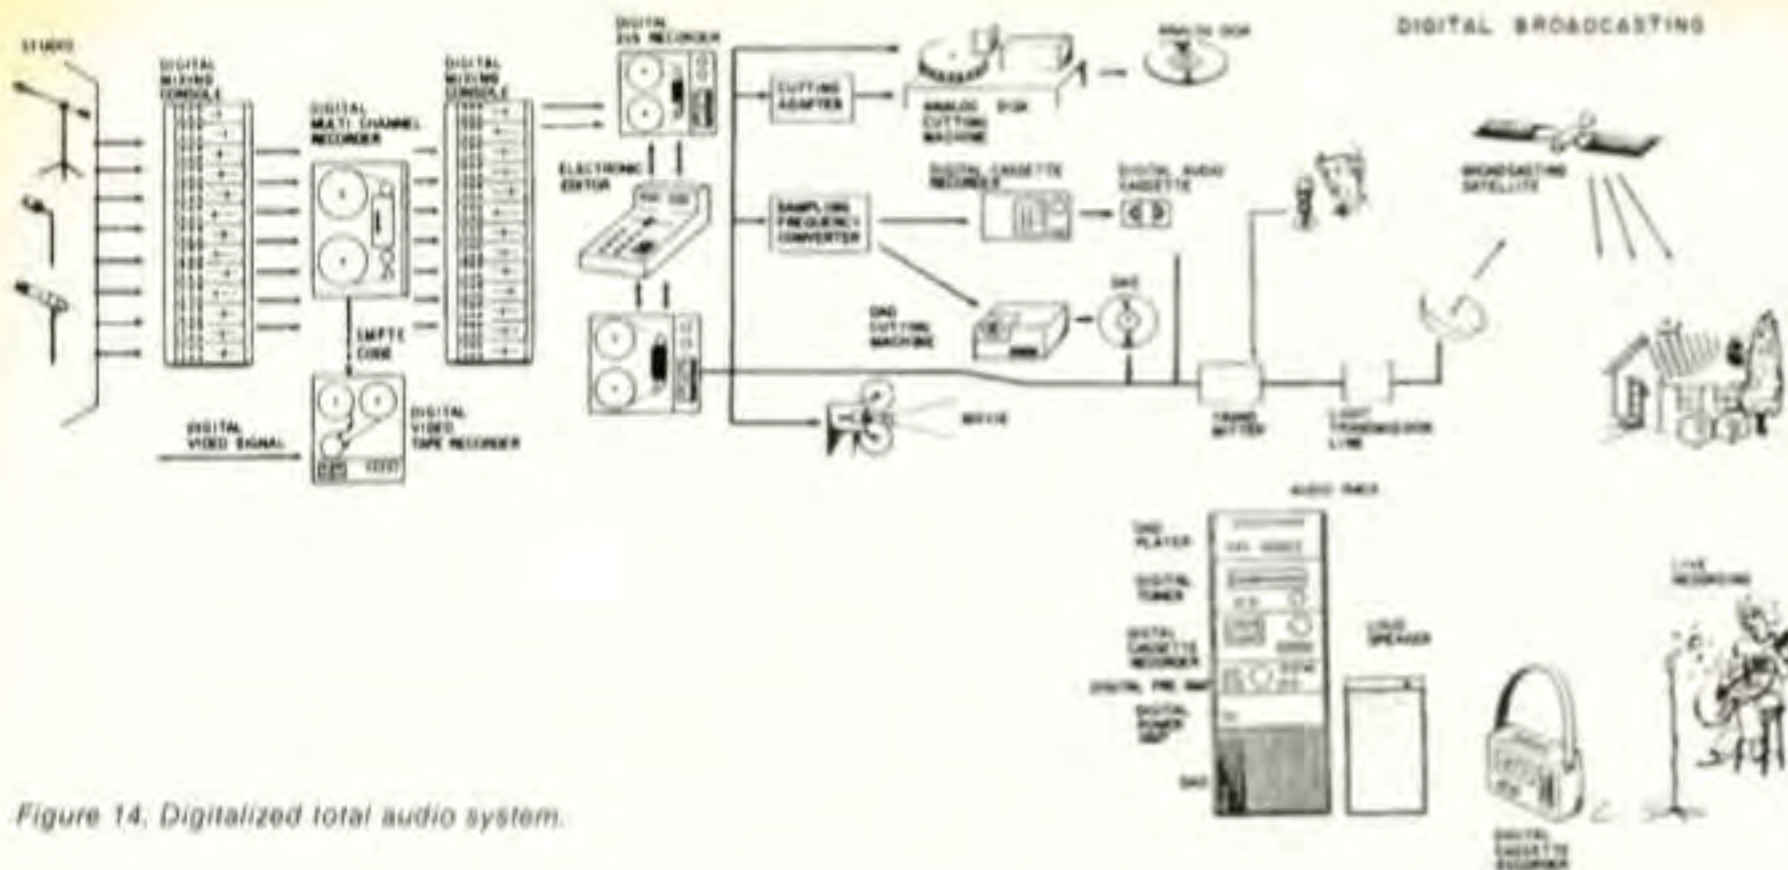 STUDIO
DIGITAL
MIXING
CONSOLE
DIGITAL
MULTI CHANNEL
RECORDER
DIGITAL
MIXING
CONSOLE
DIGITAL
RECORDER
ELECTRONIC
EDITOR
SMPTE
CODE
DIGITAL
VIDEO SIGNAL
DIGITAL
VIDEO
TAPE RECORDER
CUTTING
ADAPTER
ANALOG DISK
CUTTING
MACHINE
ANALOG DISK
SAMPLING
FREQUENCY
CONVERTER
DIGITAL CASSETTE
RECORDER
DIGITAL AUDIO
CASSETTE
DAD
CUTTING
MACHINE
DAD
MOVIE
DIGITAL BROADCASTING
BROADCASTING
SATELLITE
TRANS
MITTER
LIGHT
TRANSMISSION
LINE
AUDIO RACK
DAD
PLAYER
DIGITAL
TUNER
DIGITAL
CASSETTE
RECORDER
DIGITAL PRE AMP
DIGITAL
POWER
AMP
DAD
LOUD
SPEAKER
LIVE
RECORDING
DIGITAL
CASSETTE
RECORDER
Figure 14. Digitalized total audio system.